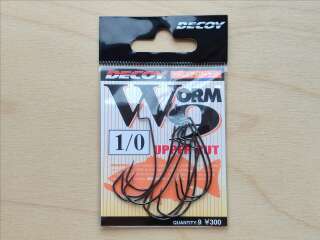 DECOY
DECOY
WORM
1/0
UPPER CUT
QUANTITY: 9 ¥300